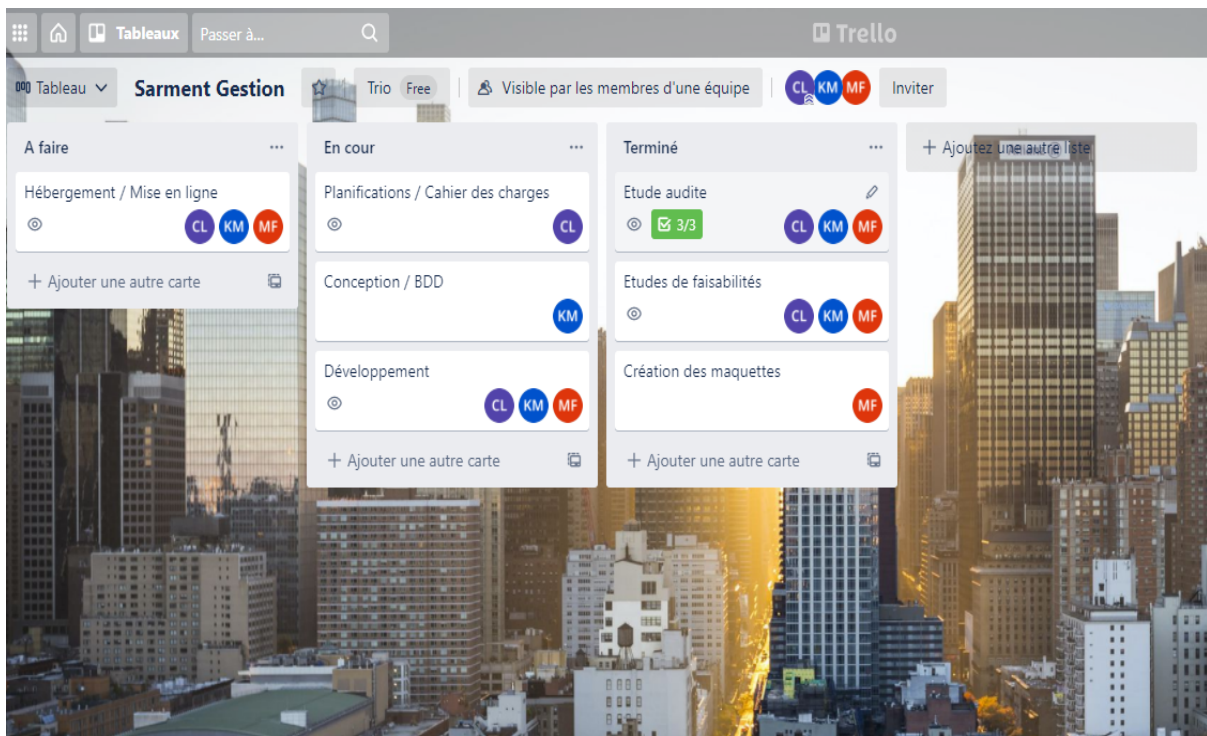 Tableaux
Passer à...
Trello
Tableau
Sarment Gestion
Trio
Free
Visible par les membres d'une équipe
CL
KM
MF
Inviter
A faire
Hébergement / Mise en ligne
CL KM MF
+ Ajouter une autre carte
En cour
Planifications / Cahier des charges
CL
Conception / BDD
KM
Développement
CL KM MF
+ Ajouter une autre carte
Terminé
Etude audite
3/3
CL KM MF
Etudes de faisabilités
CL KM MF
Création des maquettes
MF
+ Ajouter une autre carte
+ Ajoutez une autre liste